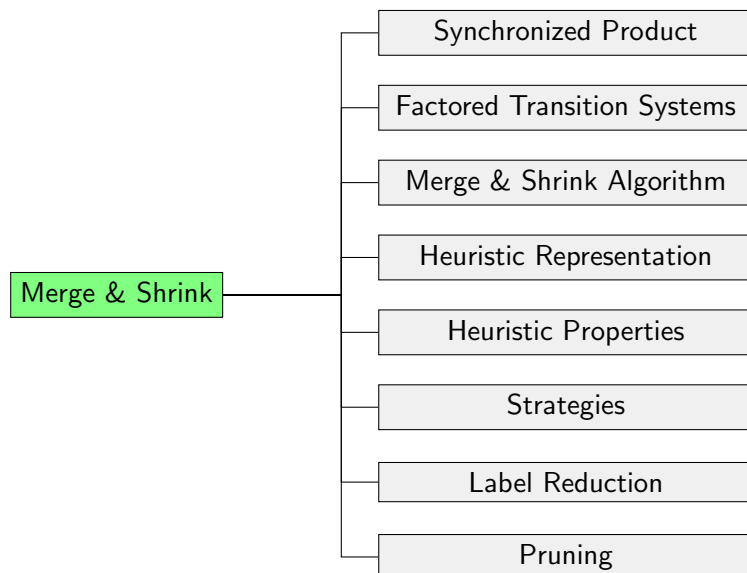 Synchronized Product
Factored Transition Systems
Merge & Shrink Algorithm
Heuristic Representation
Merge & Shrink
Heuristic Properties
Strategies
Label Reduction
Pruning